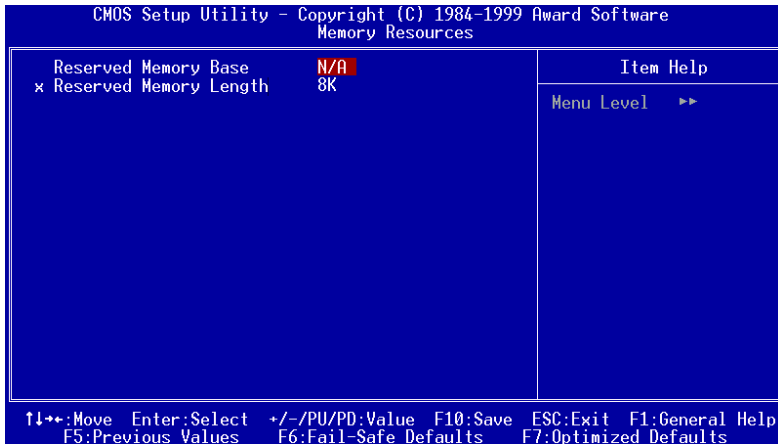 CMOS Setup Utility - Copyright (C) 1984-1999 Award Software
Memory Resources
Reserved Memory Base N/A
x Reserved Memory Length 8K
Item Help
Menu Level ►►
↑↓→←:Move Enter:Select +/-/PU/PD:Value F10:Save ESC:Exit F1:General Help
F5:Previous Values F6:Fail-Safe Defaults F7:Optimized Defaults